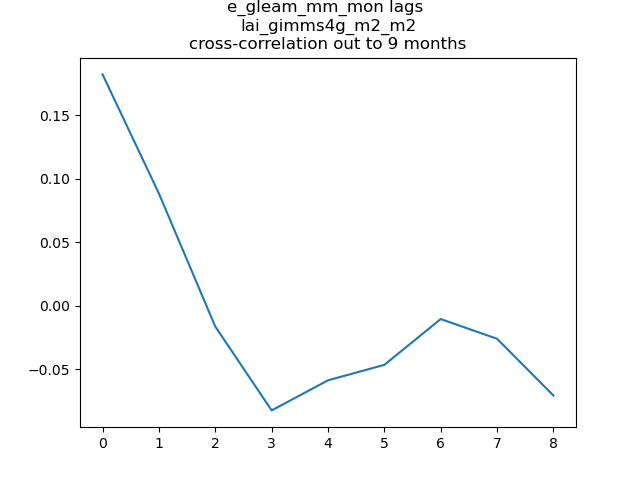 e_gleam_mm_mon lags
lai_gimms4g_m2_m2
cross-correlation out to 9 months
0.15
0.10
0.05
0.00
−0.05
0 1 2 3 4 5 6 7 8